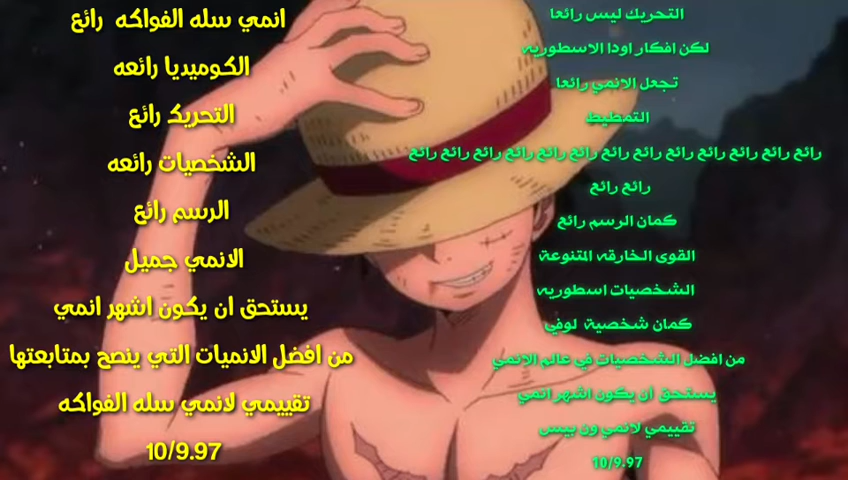 التحريك ليس رائعا
لكن افكار اودا الاسطوريه
تجعل الانمي رائعا
التمطيط
رائع رائع رائع رائع رائع رائع رائع رائع رائع رائع رائع رائع رائع
رائع رائع
كمان الرسم رائع
القوى الخارقه المتنوعة
الشخصيات اسطوريه
كمان شخصية لوفي
من افضل الشخصيات في عالم الانمي
يستحق ان يكون اشهر انمي
تقييمي لانمي ون بيس
10/9.97
انمي سله الفواكه رائع
الكوميديا رائعه
التحريك رائع
الشخصيات رائعه
الرسم رائع
الانمي جميل
يستحق ان يكون اشهر انمي
من افضل الانميات التي ينصح بمتابعتها
تقييمي لانمي سله الفواكه
10/9.97